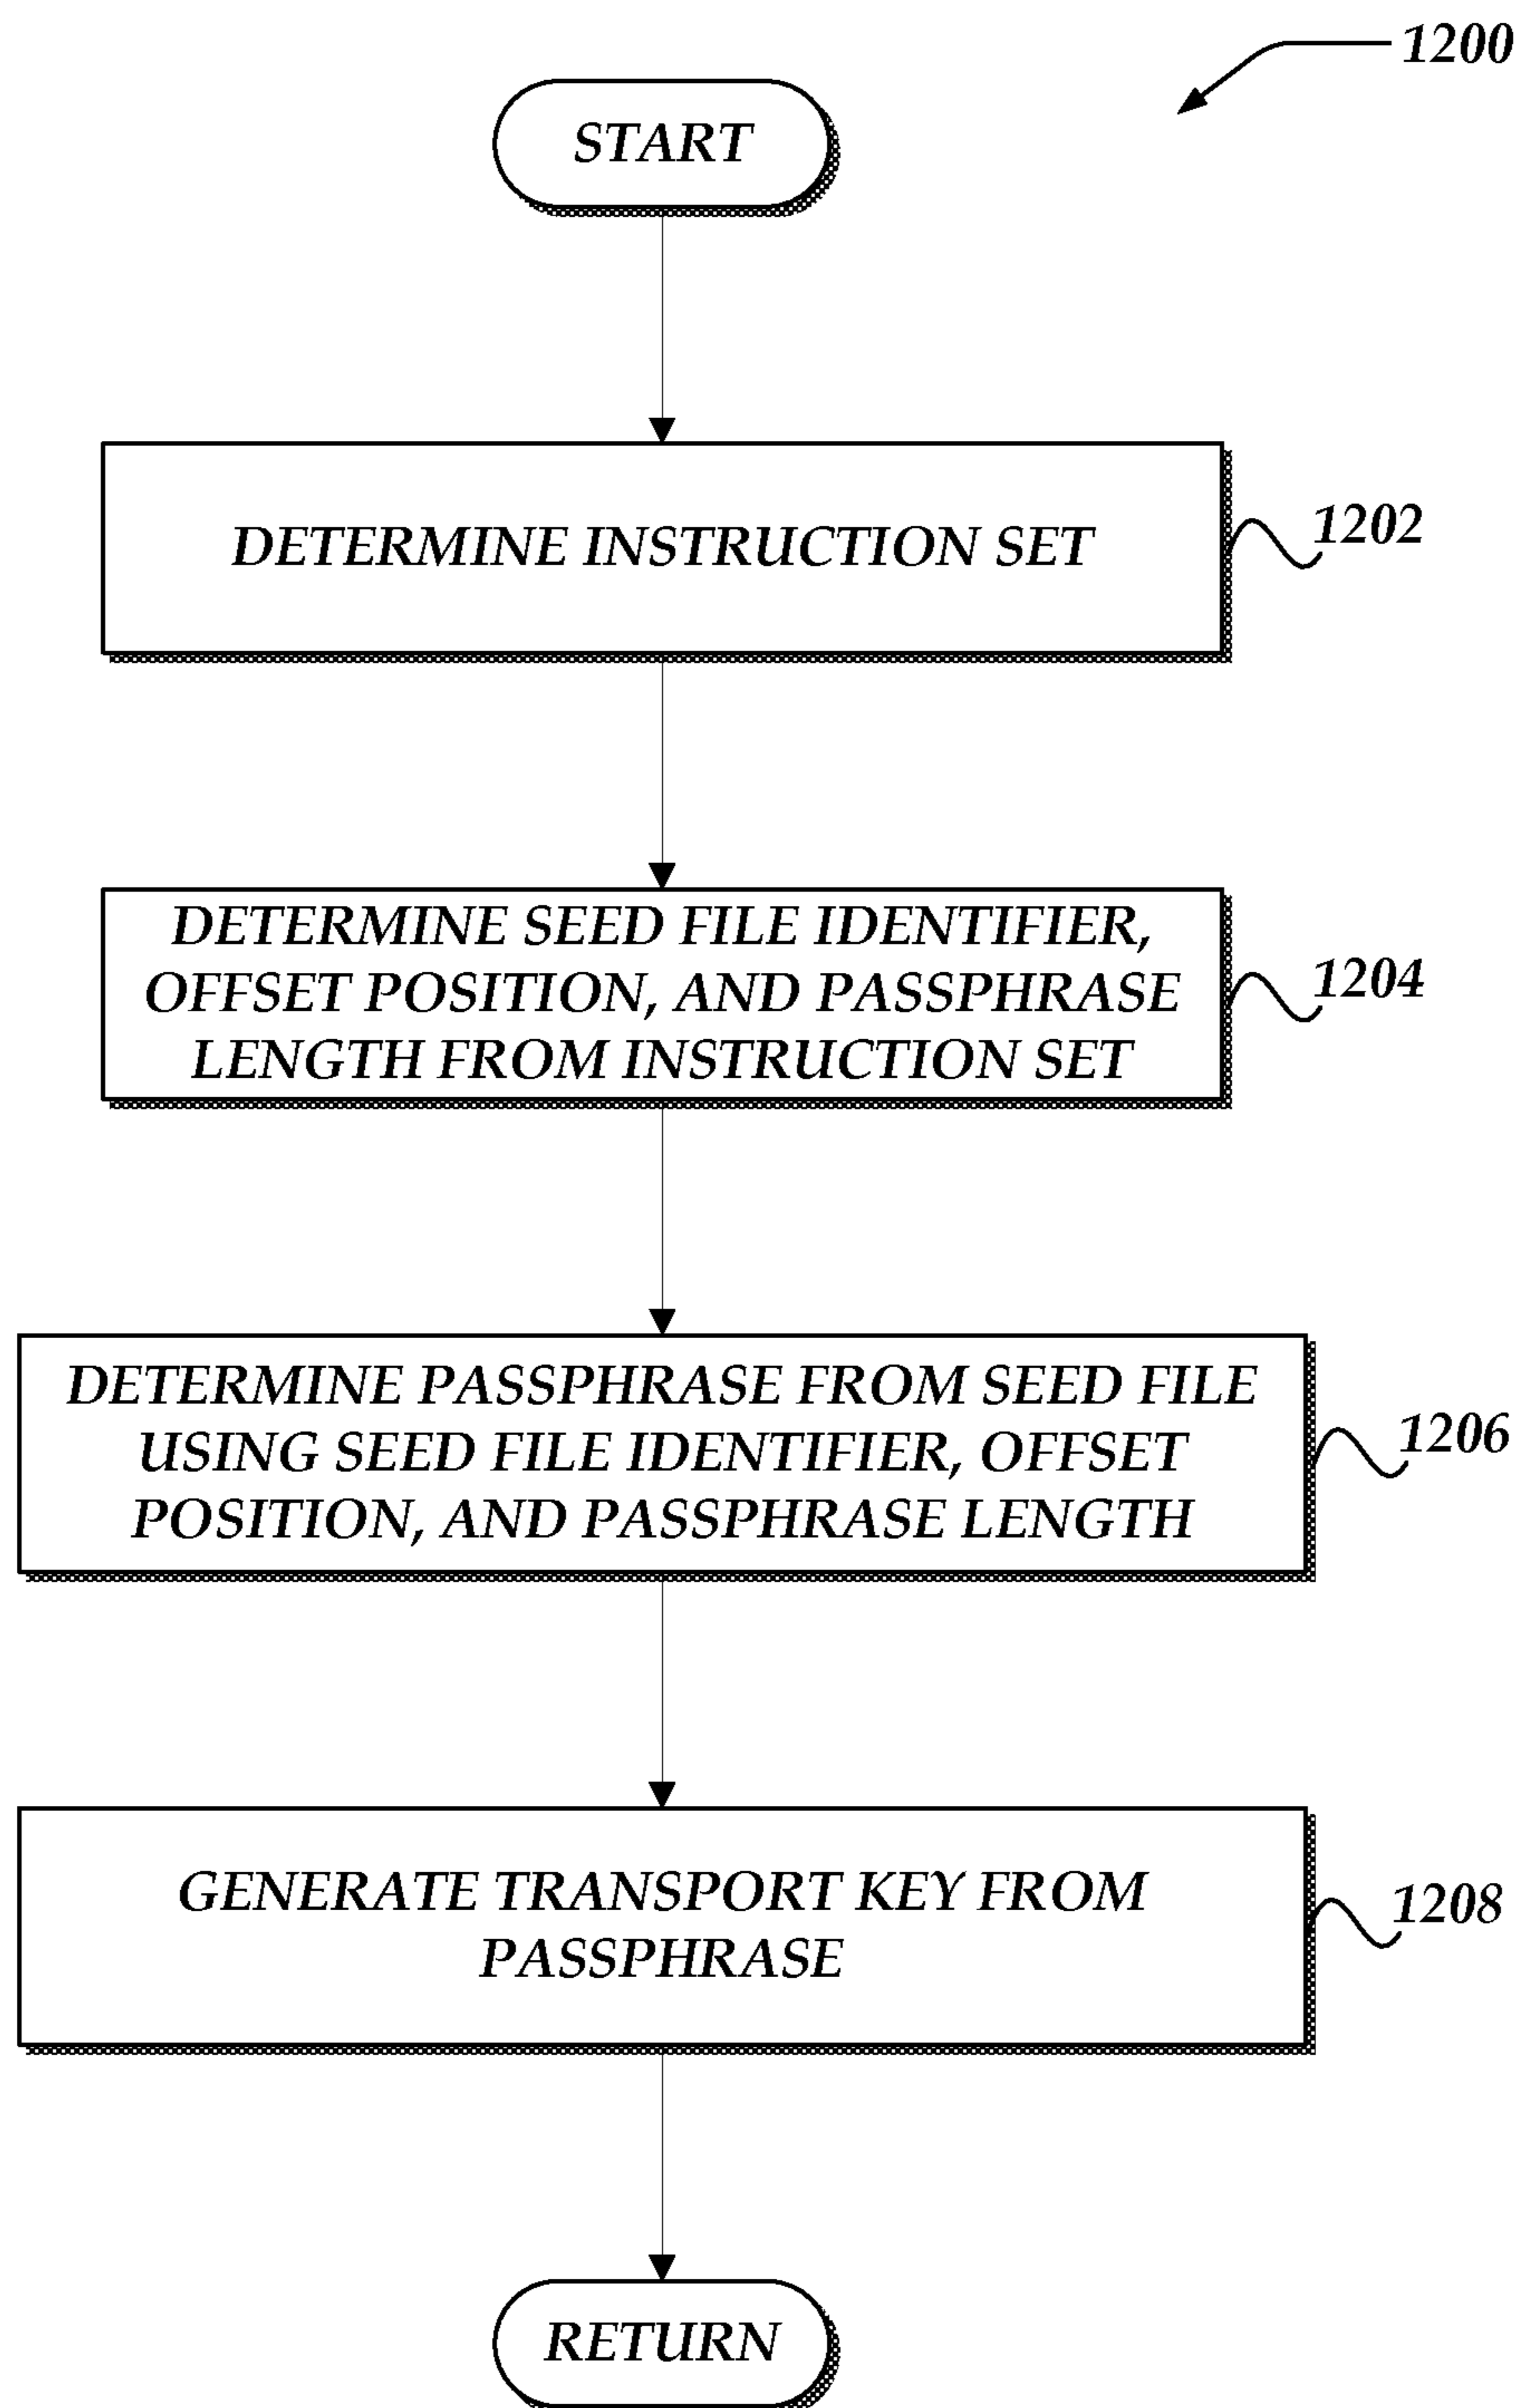 1200
START
DETERMINE INSTRUCTION SET
1202
DETERMINE SEED FILE IDENTIFIER,
OFFSET POSITION, AND PASSPHRASE
LENGTH FROM INSTRUCTION SET
1204
DETERMINE PASSPHRASE FROM SEED FILE
USING SEED FILE IDENTIFIER, OFFSET
POSITION, AND PASSPHRASE LENGTH
1206
GENERATE TRANSPORT KEY FROM
PASSPHRASE
1208
RETURN